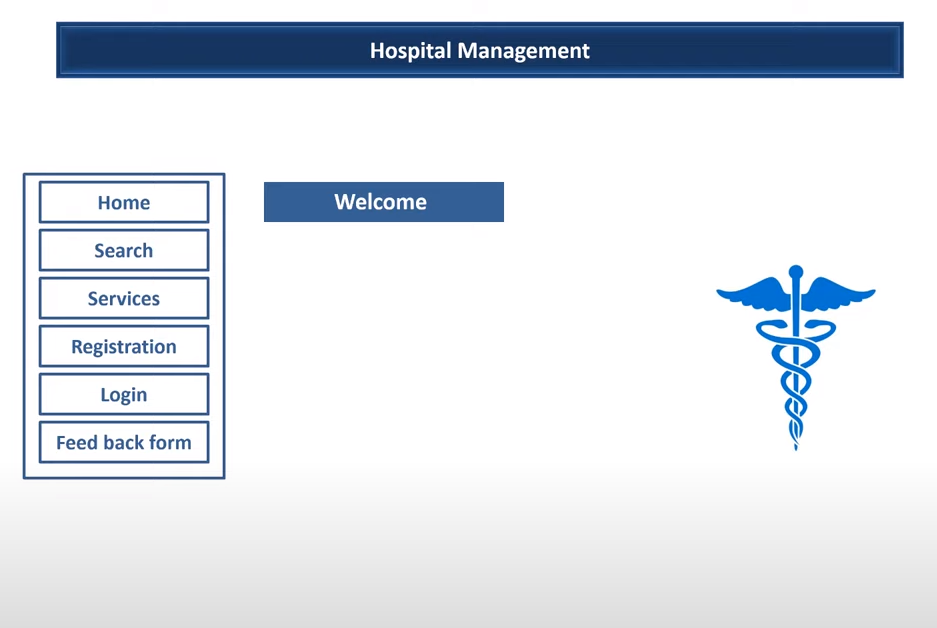 Hospital Management
Home
Welcome
Search
Services
Registration
Login
Feed back form